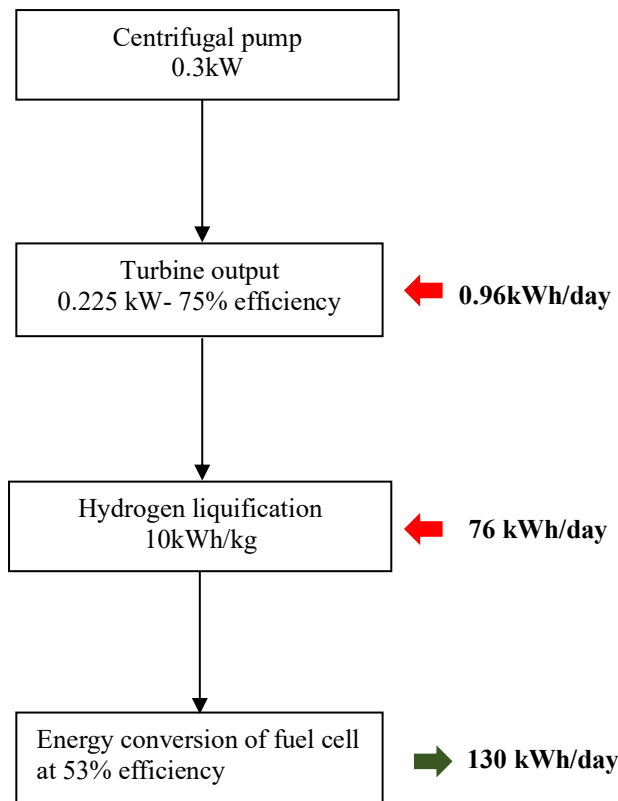 Centrifugal pump
0.3kW
Turbine output
0.225 kW- 75% efficiency
0.96kWh/day
Hydrogen liquification
10kWh/kg
76 kWh/day
Energy conversion of fuel cell
at 53% efficiency
130 kWh/day